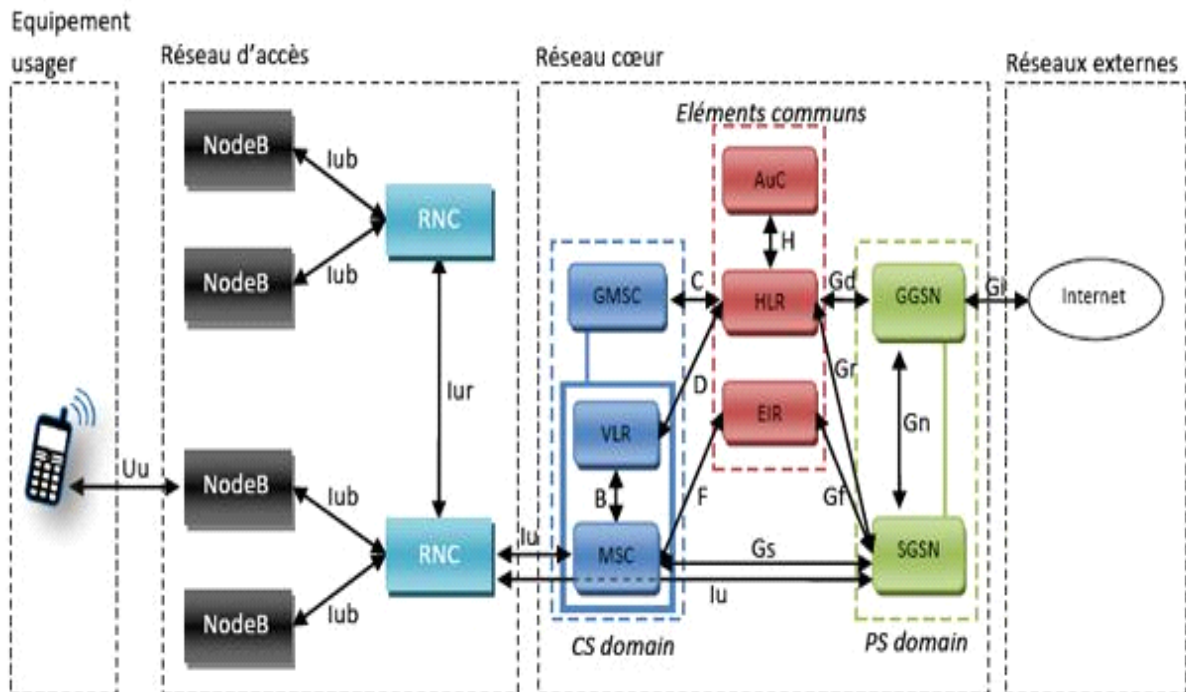 Equipement
usager
Réseau d'accès
Réseau cœur
Réseaux externes
Eléments communs
NodeB
Iub
AuC
RNC
H
NodeB
Iub
GMSC
C
HLR
Gd
GGSN
Gi
Internet
Iur
D
Gr
VLR
EIR
Gn
Uu
NodeB
Iub
B
F
Gf
RNC
Iu
MSC
Gs
SGSN
Iu
NodeB
Iub
CS domain
PS domain